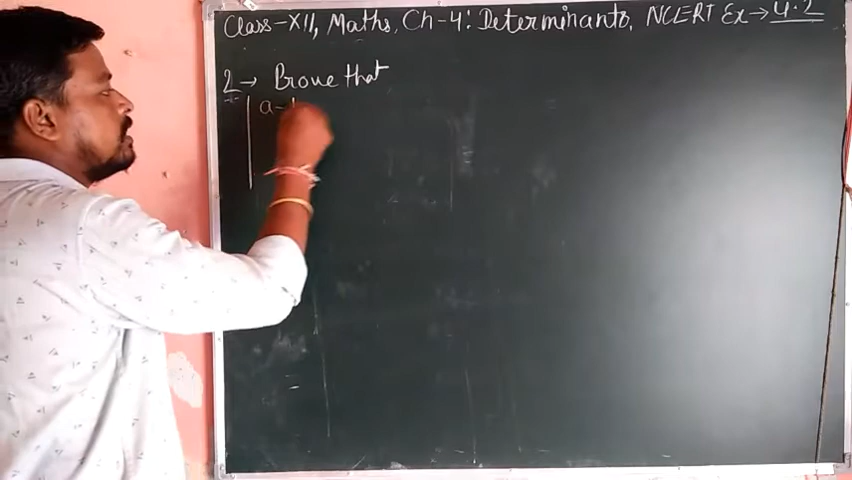 Class-XII, Maths, Ch-4: Determinants, NCERT Ex→4.2
2→ Prove that
a-